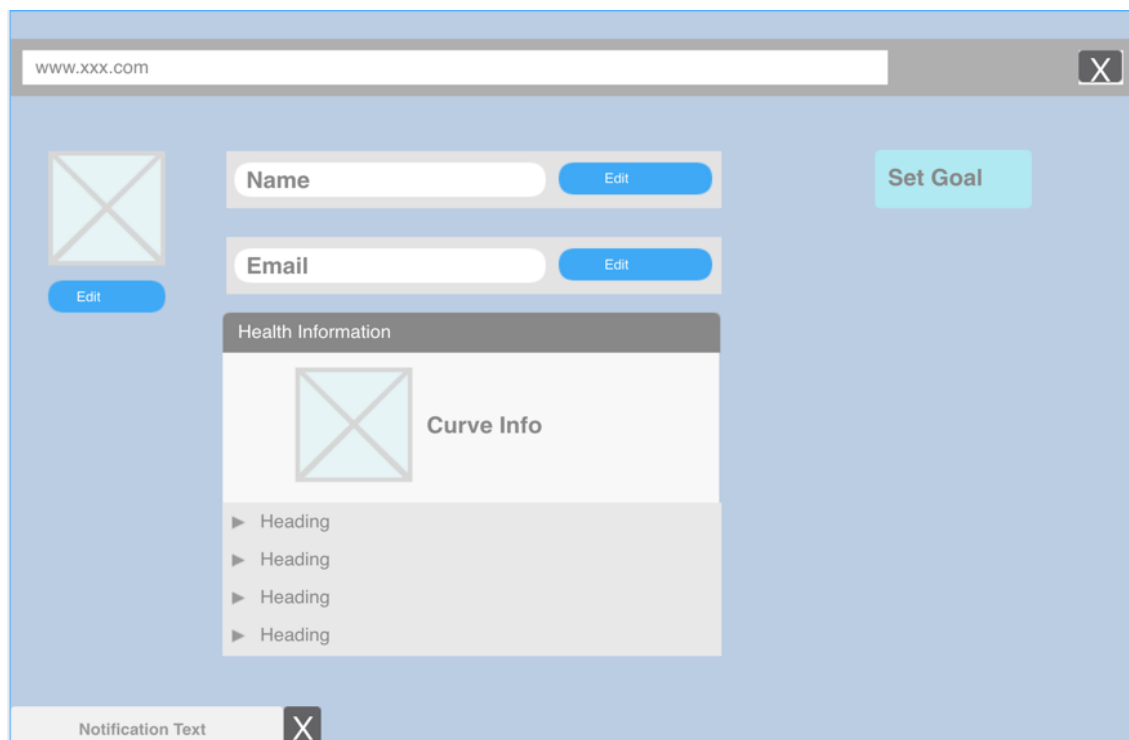 www.xxx.com
X
Name
Edit
Set Goal
Email
Edit
Edit
Health Information
Curve Info
Heading
Heading
Heading
Heading
Notification Text
X